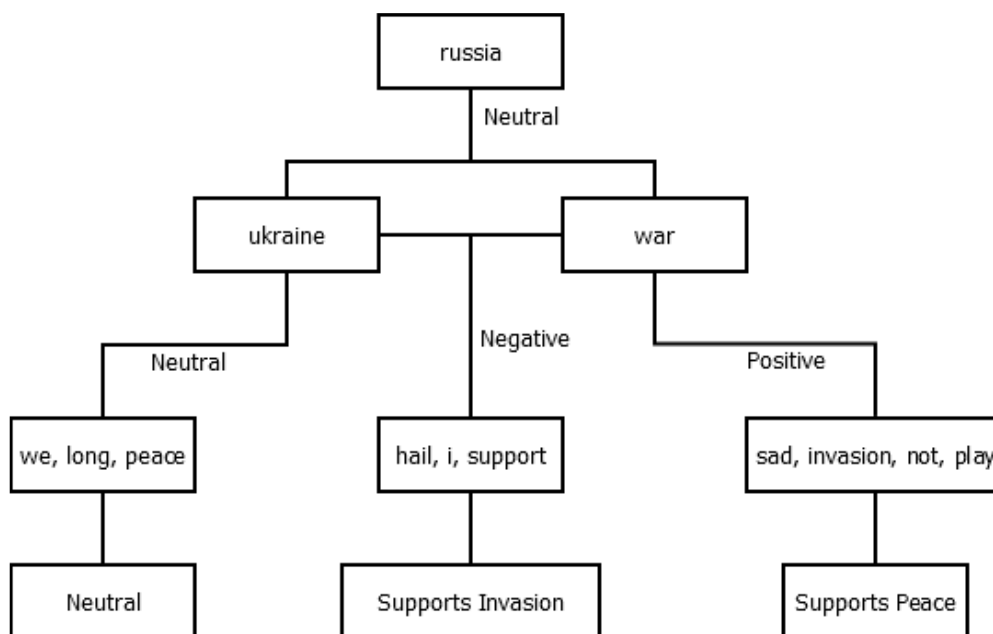 russia
Neutral
ukraine
war
Neutral
Negative
Positive
we, long, peace
hail, i, support
sad, invasion, not, play
Neutral
Supports Invasion
Supports Peace